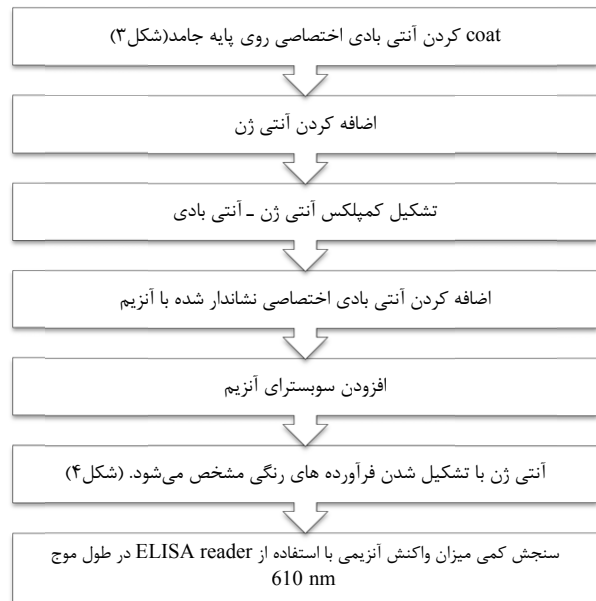 coat کردن آنتی بادی اختصاصی روی پایه جامد(شکل۳)
اضافه کردن آنتی ژن
تشکیل کمپلکس آنتی ژن ـ آنتی بادی
اضافه کردن آنتی بادی اختصاصی نشاندار شده با آنزیم
افزودن سوبسترای آنزیم
آنتی ژن با تشکیل شدن فرآورده های رنگی مشخص می‌شود. (شکل۴)
سنجش کمی میزان واکنش آنزیمی با استفاده از ELISA reader در طول موج
610 nm